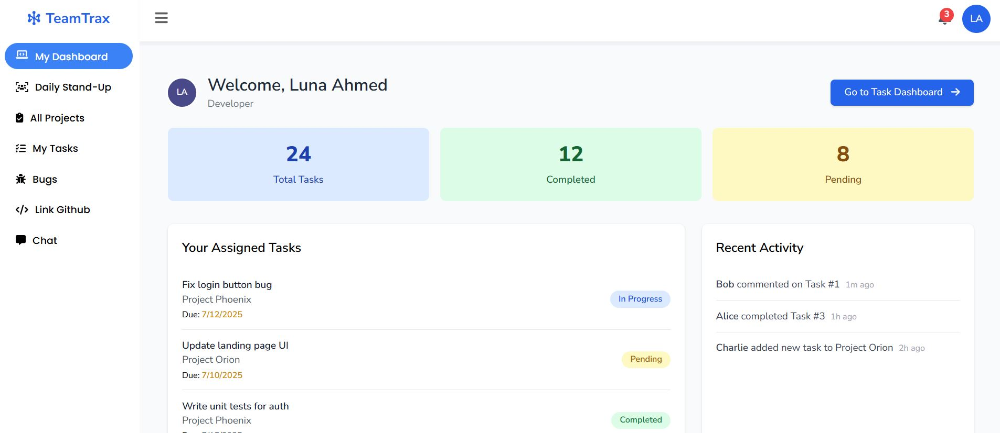 TeamTrax
3
LA
My Dashboard
Daily Stand-Up
All Projects
My Tasks
Bugs
Link Github
Chat
LA
Welcome, Luna Ahmed
Developer
Go to Task Dashboard
24
Total Tasks
12
Completed
8
Pending
Your Assigned Tasks
Fix login button bug
Project Phoenix
Due: 7/12/2025
In Progress
Update landing page UI
Project Orion
Due: 7/10/2025
Pending
Write unit tests for auth
Project Phoenix
Completed
Recent Activity
Bob commented on Task #1 1m ago
Alice completed Task #3 1h ago
Charlie added new task to Project Orion 2h ago